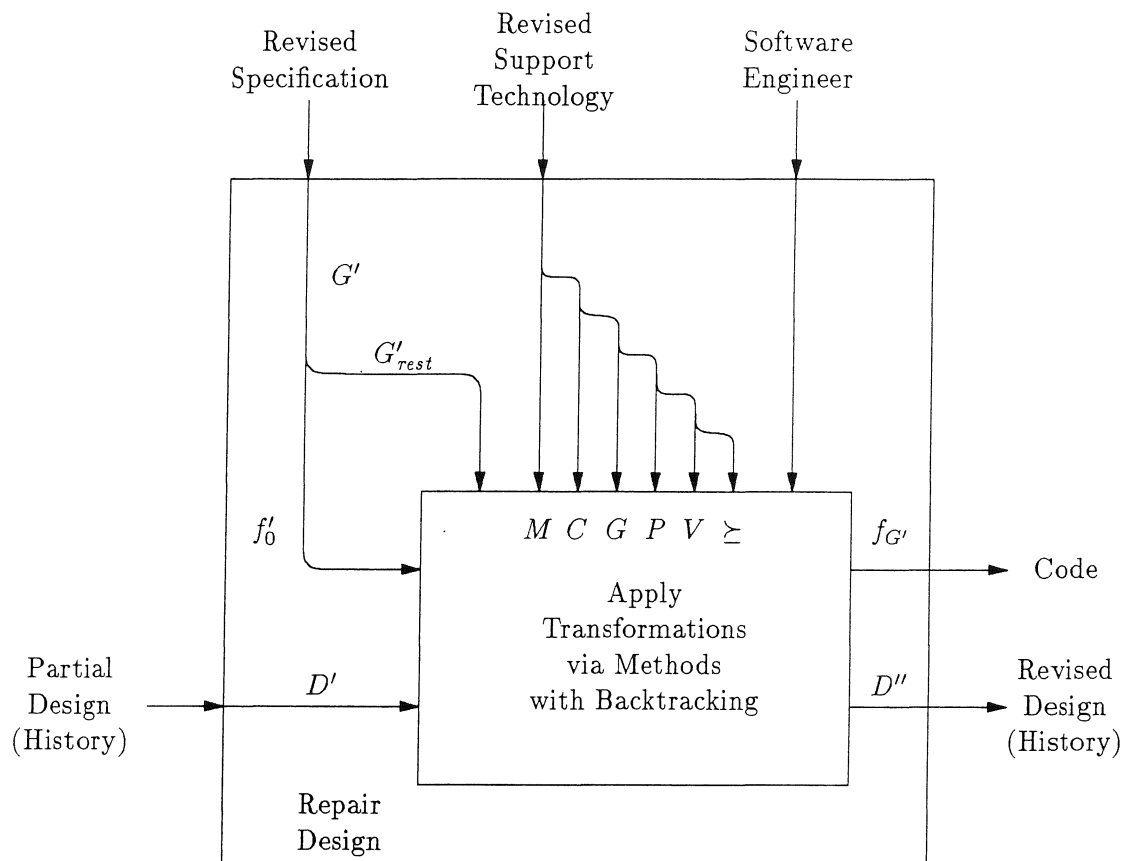 Revised
Specification
Revised
Support
Technology
Software
Engineer
G′
G′rest
M C G P V ⪰
f′0
fG′
Code
Apply
Transformations
via Methods
with Backtracking
Partial
Design
(History)
D′
D′′
Revised
Design
(History)
Repair
Design